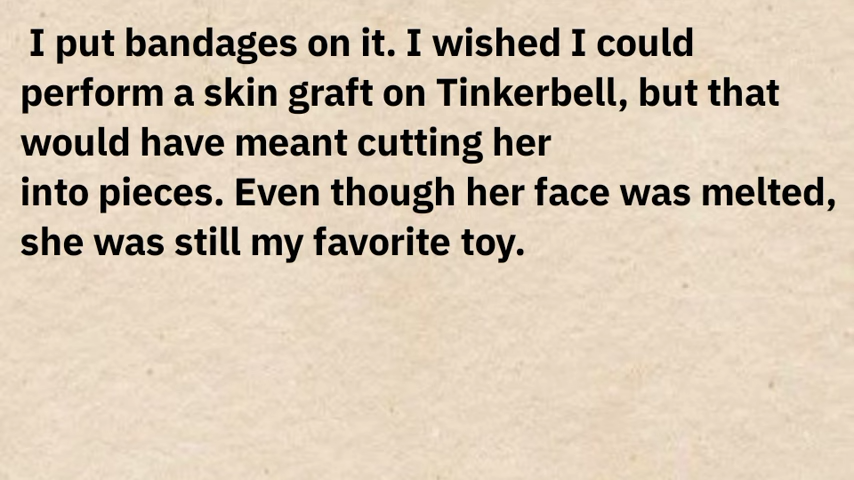 I put bandages on it. I wished I could
perform a skin graft on Tinkerbell, but that
would have meant cutting her
into pieces. Even though her face was melted,
she was still my favorite toy.